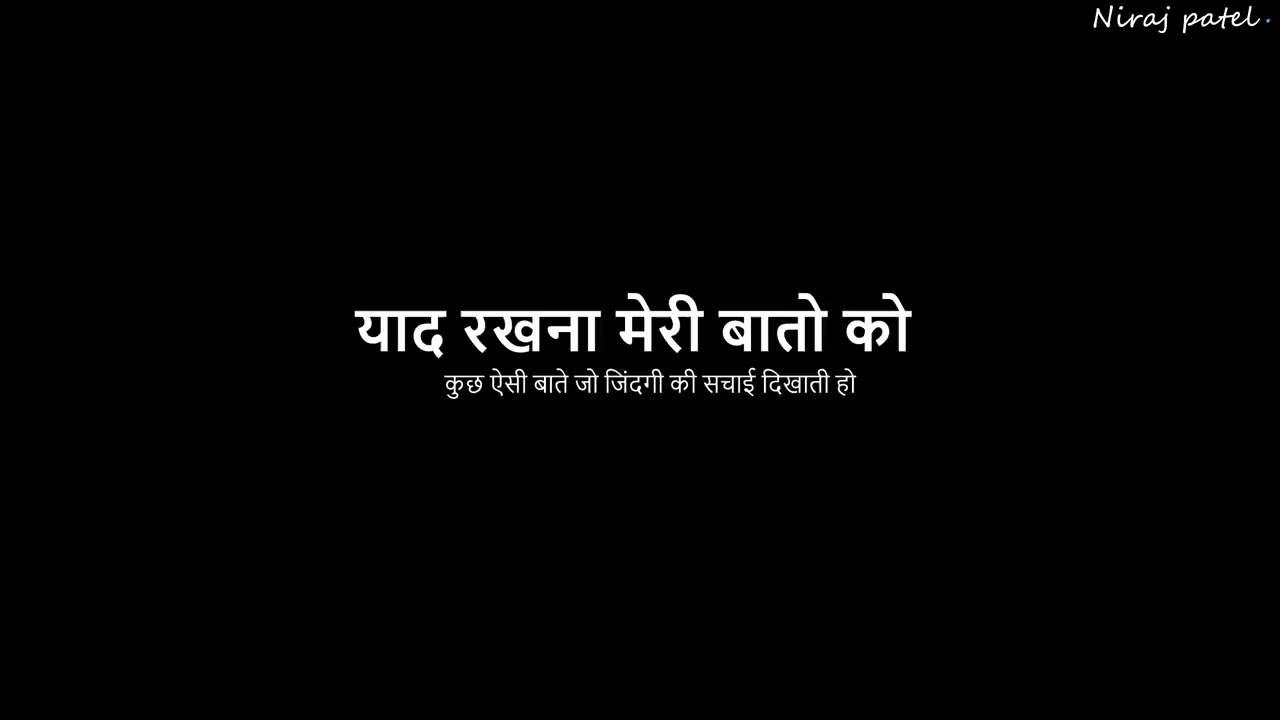 Niraj patel.
याद रखना मेरी बातो को
कुछ ऐसी बाते जो जिंदगी की सचाई दिखाती हो